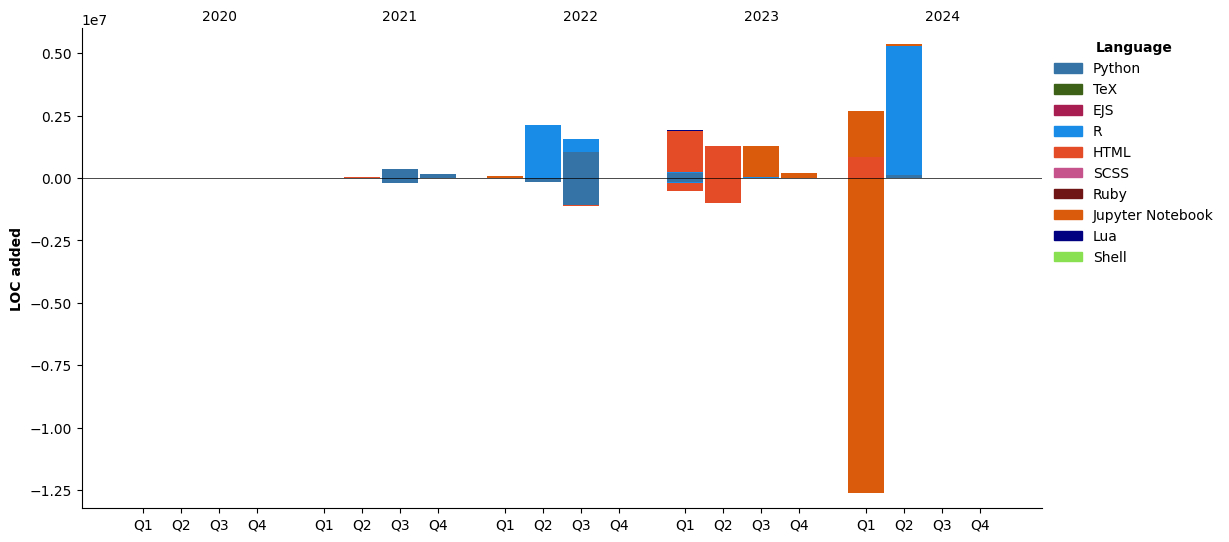 2020 2021 2022 2023 2024
1e7
0.50
0.25
0.00
−0.25
−0.50
−0.75
−1.00
−1.25
LOC added
Q1 Q2 Q3 Q4 Q1 Q2 Q3 Q4 Q1 Q2 Q3 Q4 Q1 Q2 Q3 Q4 Q1 Q2 Q3 Q4
Language
Python
TeX
EJS
R
HTML
SCSS
Ruby
Jupyter Notebook
Lua
Shell